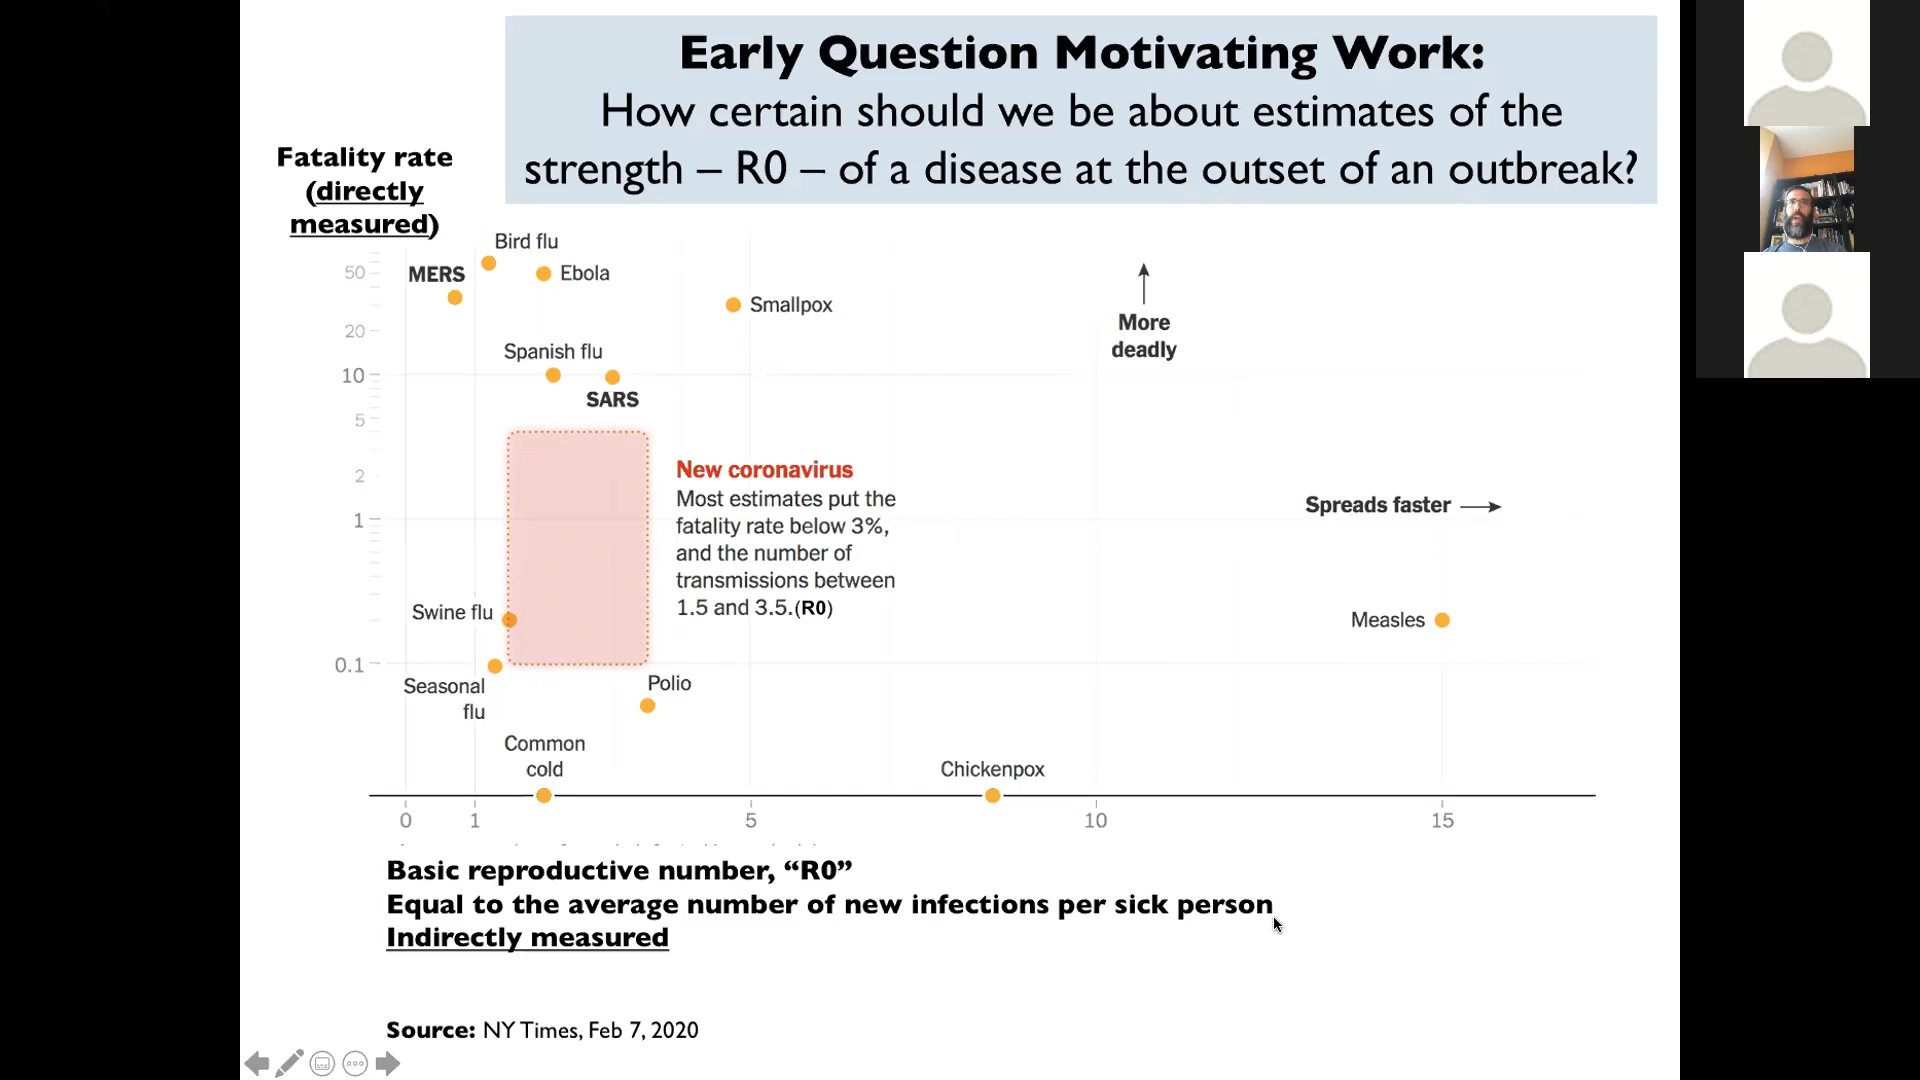 Early Question Motivating Work:
How certain should we be about estimates of the
strength – R0 – of a disease at the outset of an outbreak?
Fatality rate
(directly
measured)
Bird flu
MERS
Ebola
Smallpox
Spanish flu
SARS
More
deadly
New coronavirus
Most estimates put the
fatality rate below 3%,
and the number of
transmissions between
1.5 and 3.5.(R0)
Spreads faster
Swine flu
Measles
Seasonal
flu
Polio
Common
cold
Chickenpox
50
20
10
5
2
1
0.1
0 1 5 10 15
Basic reproductive number, “R0”
Equal to the average number of new infections per sick person
Indirectly measured
Source: NY Times, Feb 7, 2020